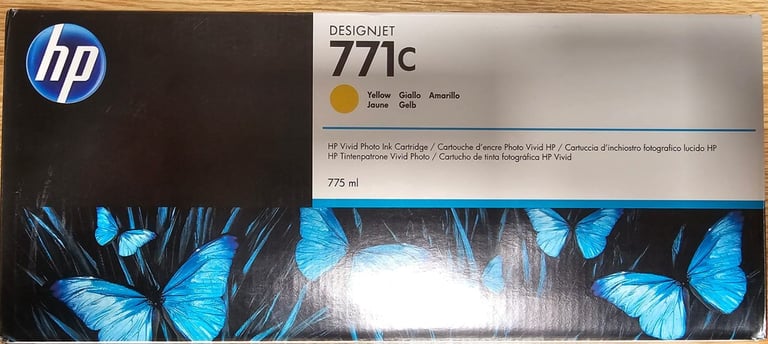 hp
DESIGNJET
771C
Yellow Giallo Amarillo
Jaune Gelb
HP Vivid Photo Ink Cartridge / Cartouche d'encre Photo Vivid HP / Cartuccia d'inchiostro fotografico lucido HP
HP Tintenpatrone Vivid Photo / Cartucho de tinta fotográfica HP Vivid
775 ml